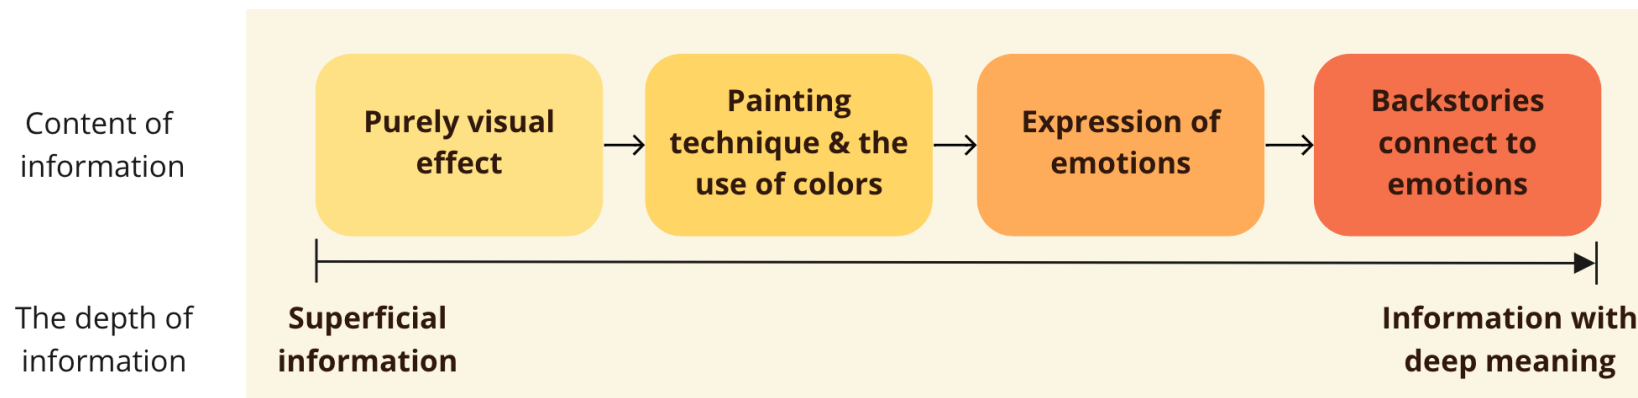 Content of
information
Purely visual
effect
Painting
technique & the
use of colors
Expression of
emotions
Backstories
connect to
emotions
The depth of
information
Superficial
information
Information with
deep meaning